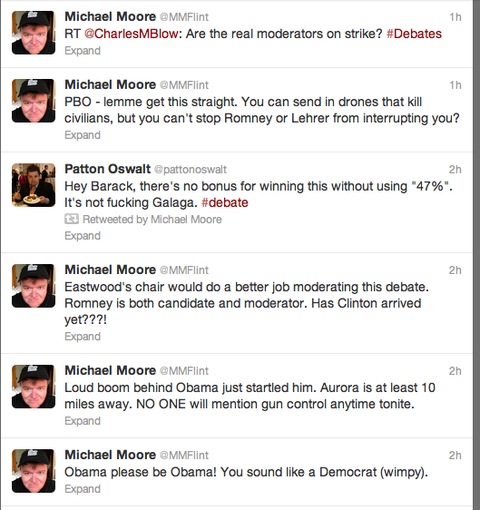 Michael Moore @MMFlint 1h
RT @CharlesMBlow: Are the real moderators on strike? #Debates
Expand
Michael Moore @MMFlint 1h
PBO - lemme get this straight. You can send in drones that kill
civilians, but you can't stop Romney or Lehrer from interrupting you?
Expand
Patton Oswalt @pattonoswalt 2h
Hey Barack, there's no bonus for winning this without using "47%".
It's not fucking Galaga. #debate
Retweeted by Michael Moore
Expand
Michael Moore @MMFlint 2h
Eastwood's chair would do a better job moderating this debate.
Romney is both candidate and moderator. Has Clinton arrived
yet???!
Expand
Michael Moore @MMFlint 2h
Loud boom behind Obama just startled him. Aurora is at least 10
miles away. NO ONE will mention gun control anytime tonite.
Expand
Michael Moore @MMFlint 2h
Obama please be Obama! You sound like a Democrat (wimpy).
Expand